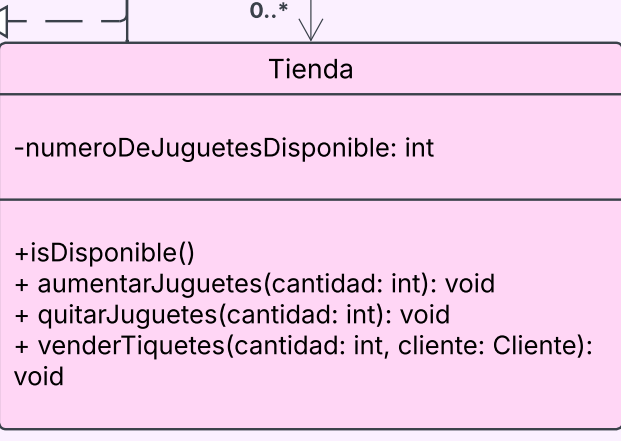 0..*
Tienda
-numeroDeJuguetesDisponible: int
+isDisponible()
+ aumentarJuguetes(cantidad: int): void
+ quitarJuguetes(cantidad: int): void
+ venderTiquetes(cantidad: int, cliente: Cliente):
void